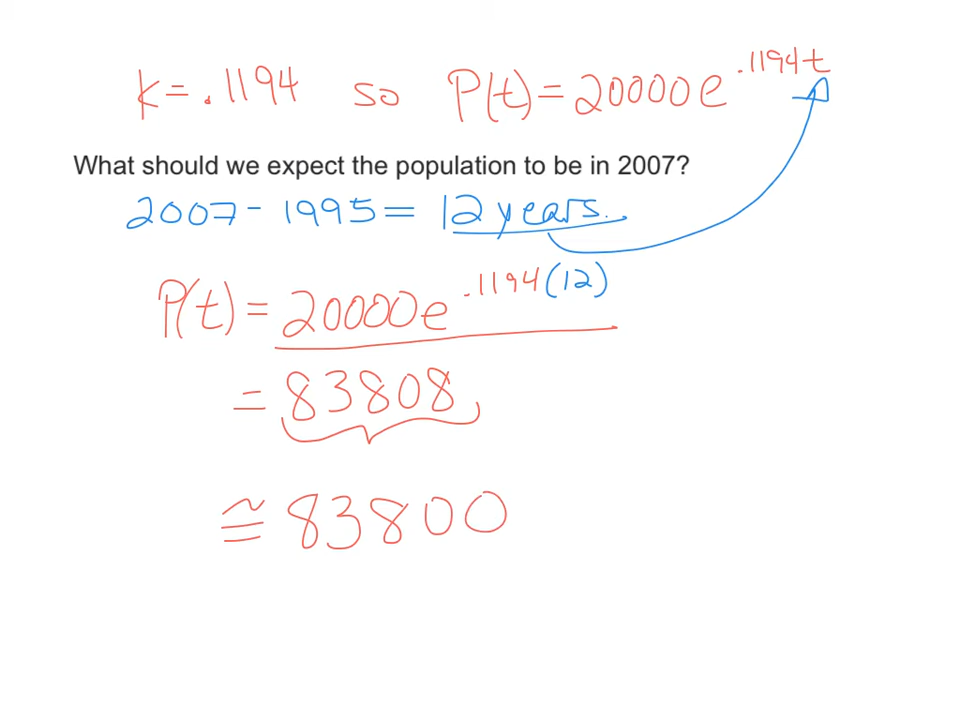 k = .1194 so P(t) = 20000e^.1194t
What should we expect the population to be in 2007?
2007 - 1995 = 12 years.
P(t) = 20000e^.1194(12)
= 83808
≅ 83800